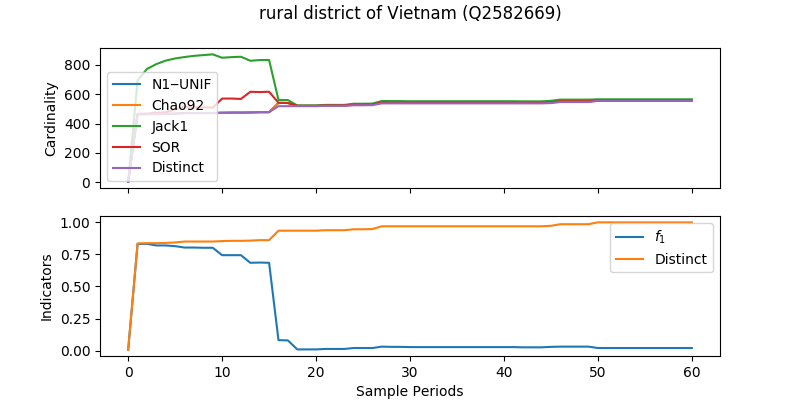 rural district of Vietnam (Q2582669)
Cardinality
800
600
400
200
0
N1‒UNIF
Chao92
Jack1
SOR
Distinct
Indicators
1.00
0.75
0.50
0.25
0.00
f1
Distinct
0 10 20 30 40 50 60
Sample Periods